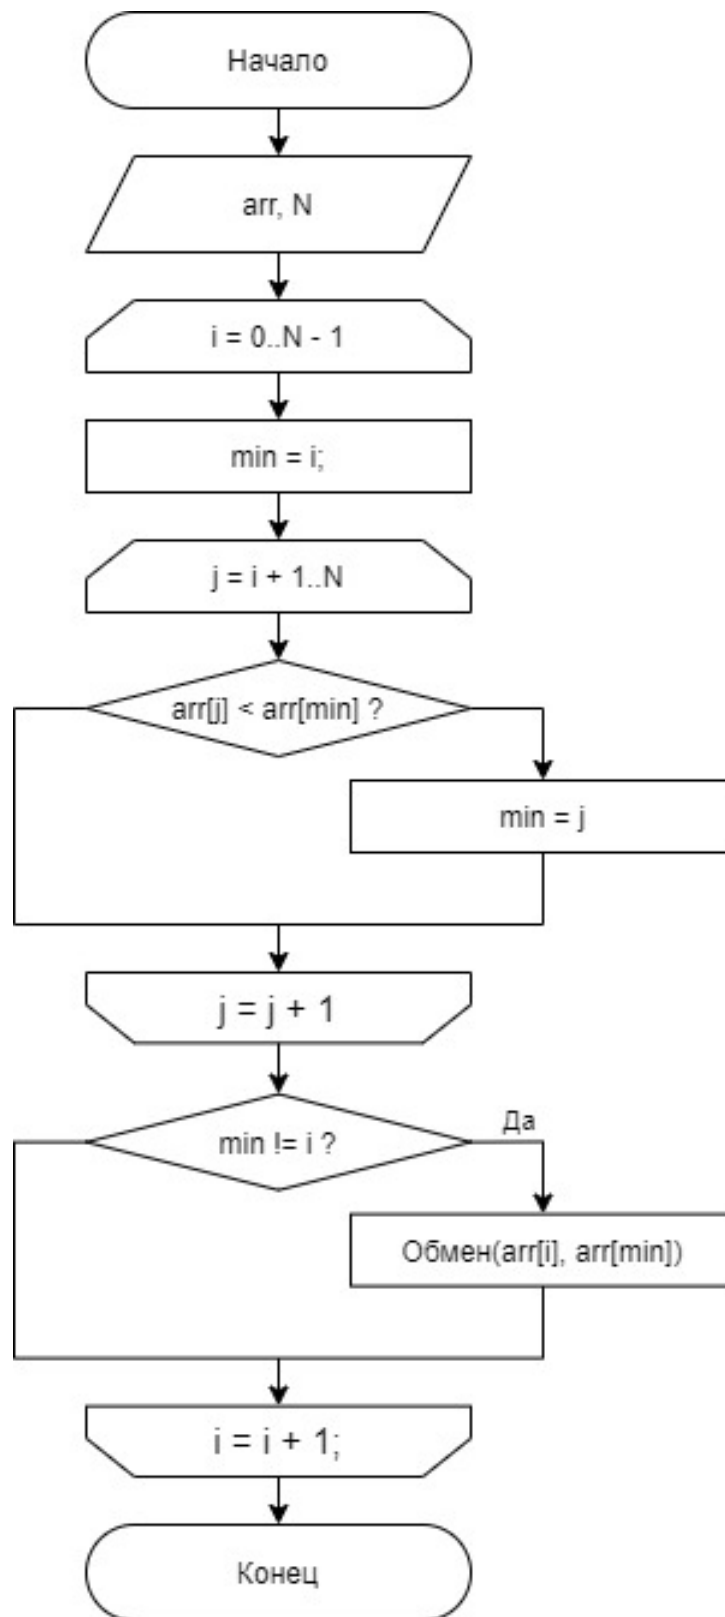 Начало
arr, N
i = 0..N - 1
min = i;
j = i + 1..N
arr[j] < arr[min] ?
min = j
j = j + 1
min != i ?
Да
Обмен(arr[i], arr[min])
i = i + 1;
Конец